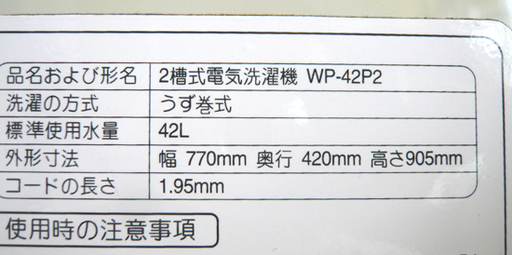 品名および形名 2槽式電気洗濯機 WP-42P2
洗濯の方式 うず巻式
標準使用水量 42L
外形寸法 幅 770mm 奥行 420mm 高さ905mm
コードの長さ 1.95mm
使用時の注意事項